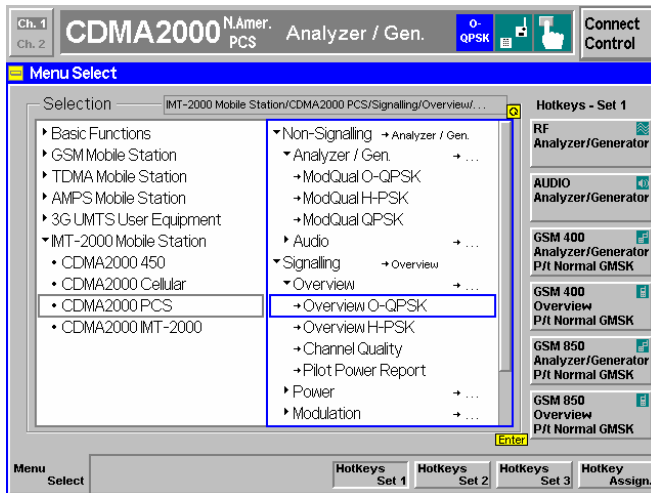 Ch. 1
Ch. 2
CDMA2000 N.Amer. PCS Analyzer / Gen.
O-QPSK
Connect Control
Menu Select
Selection
IMT-2000 Mobile Station/CDMA2000 PCS/Signalling/Overview/...
Basic Functions
GSM Mobile Station
TDMA Mobile Station
AMPS Mobile Station
3G UMTS User Equipment
IMT-2000 Mobile Station
CDMA2000 450
CDMA2000 Cellular
CDMA2000 PCS
CDMA2000 IMT-2000
Non-Signalling → Analyzer / Gen.
Analyzer / Gen. → ...
→ModQual O-QPSK
→ModQual H-PSK
→ModQual QPSK
Audio → ...
Signalling → Overview
Overview → ...
→Overview O-QPSK
→Overview H-PSK
→Channel Quality
→Pilot Power Report
Power → ...
Modulation → ...
Enter
Hotkeys - Set 1
RF
Analyzer/Generator
AUDIO
Analyzer/Generator
GSM 400
Analyzer/Generator
P/t Normal GMSK
GSM 400
Overview
P/t Normal GMSK
GSM 850
Analyzer/Generator
P/t Normal GMSK
GSM 850
Overview
P/t Normal GMSK
Menu Select
Hotkeys Set 1
Hotkeys Set 2
Hotkeys Set 3
Hotkey Assign.